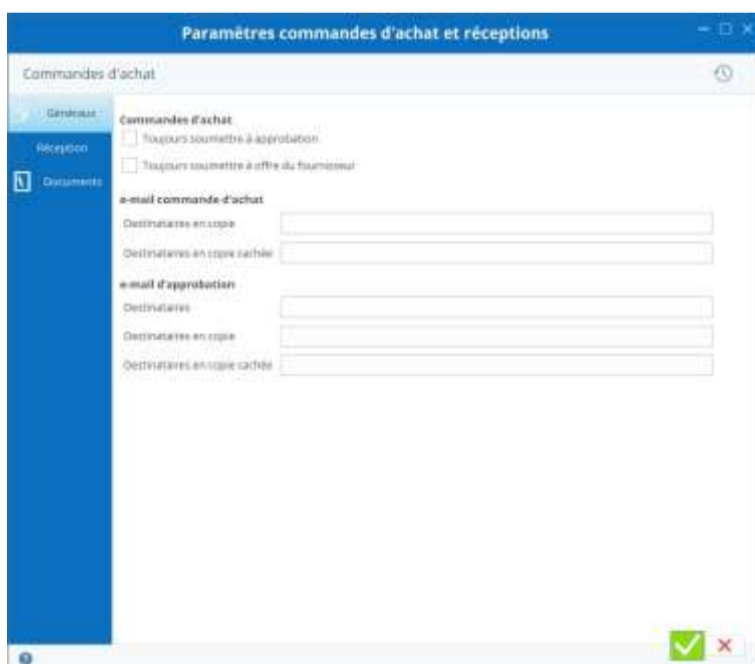 Paramètres commandes d'achat et réceptions
Commandes d'achat
Généraux
Réception
Documents
Commandes d'achat
Toujours soumettre à approbation
Toujours soumettre à offre du fournisseur
e-mail commande d'achat
Destinataires en copie
Destinataires en copie cachée
e-mail d'approbation
Destinataires
Destinataires en copie
Destinataires en copie cachée